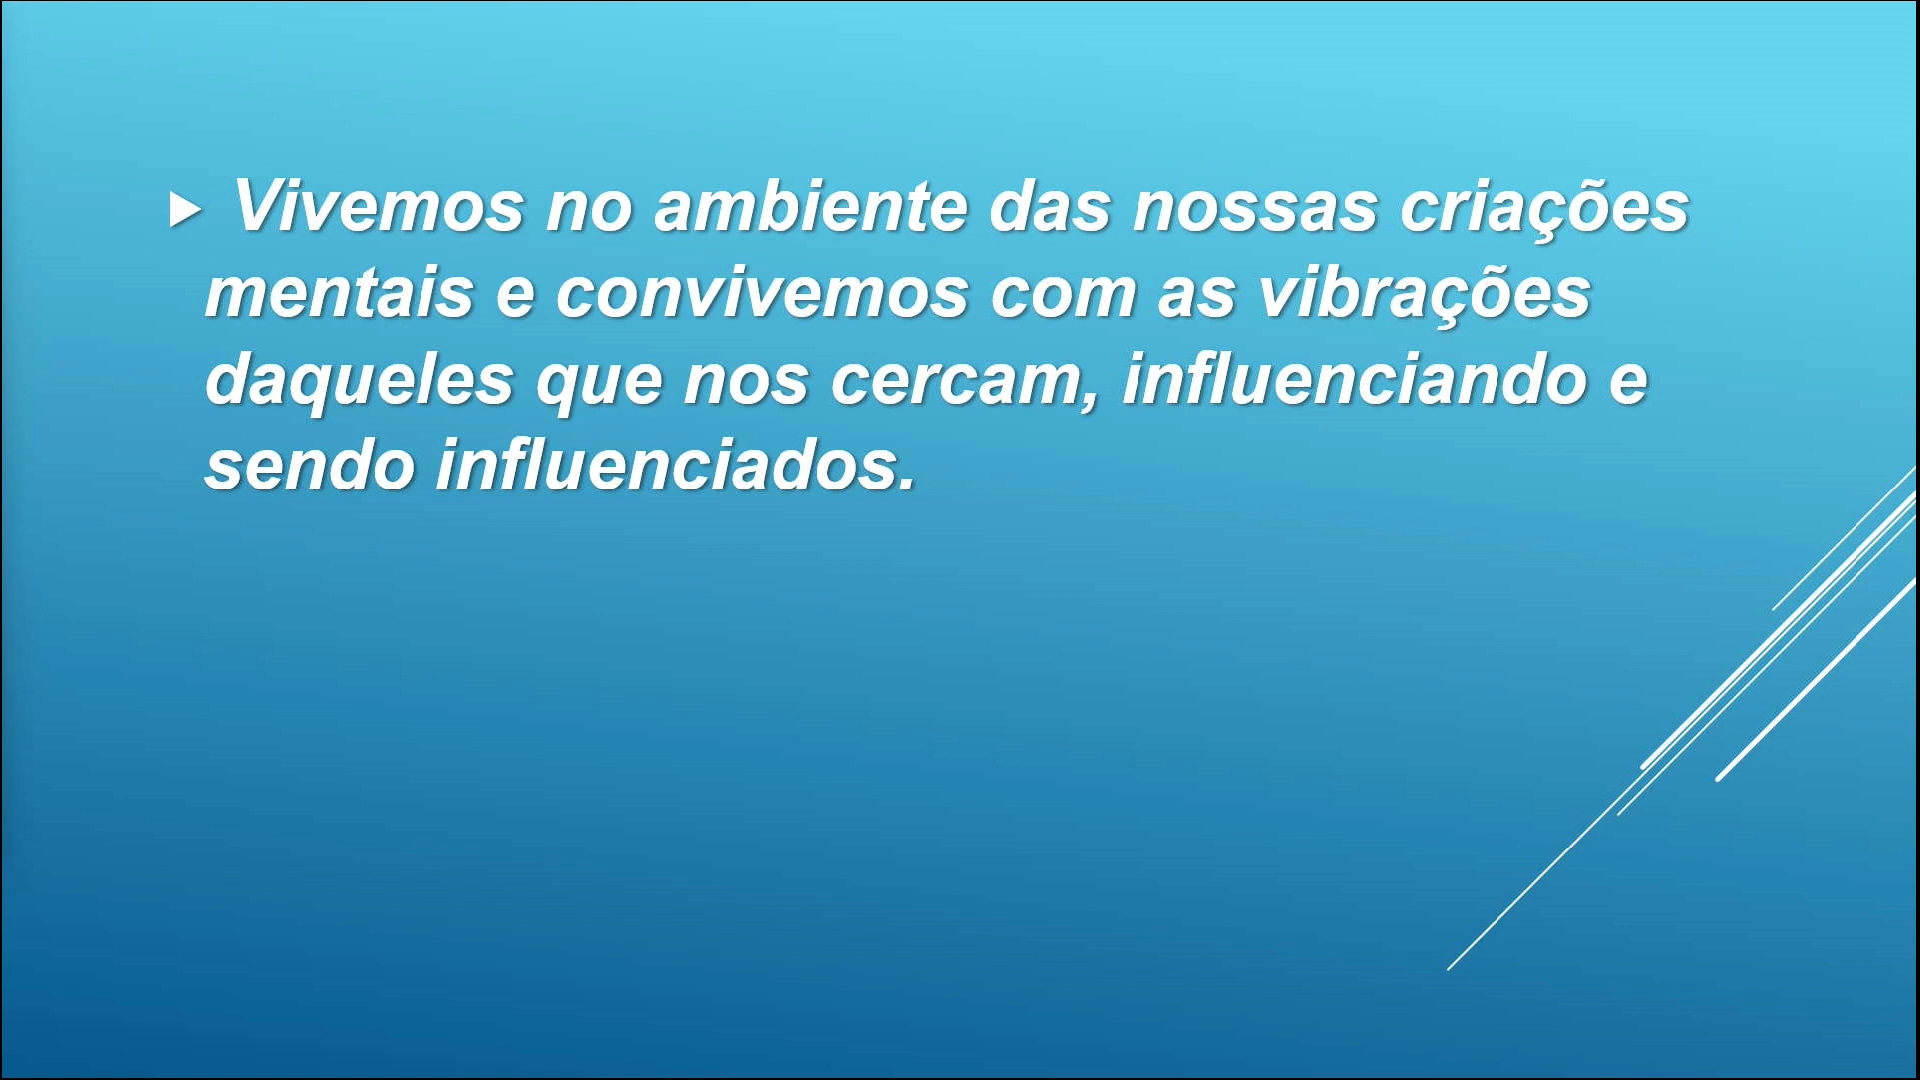 Vivemos no ambiente das nossas criações
mentais e convivemos com as vibrações
daqueles que nos cercam, influenciando e
sendo influenciados.